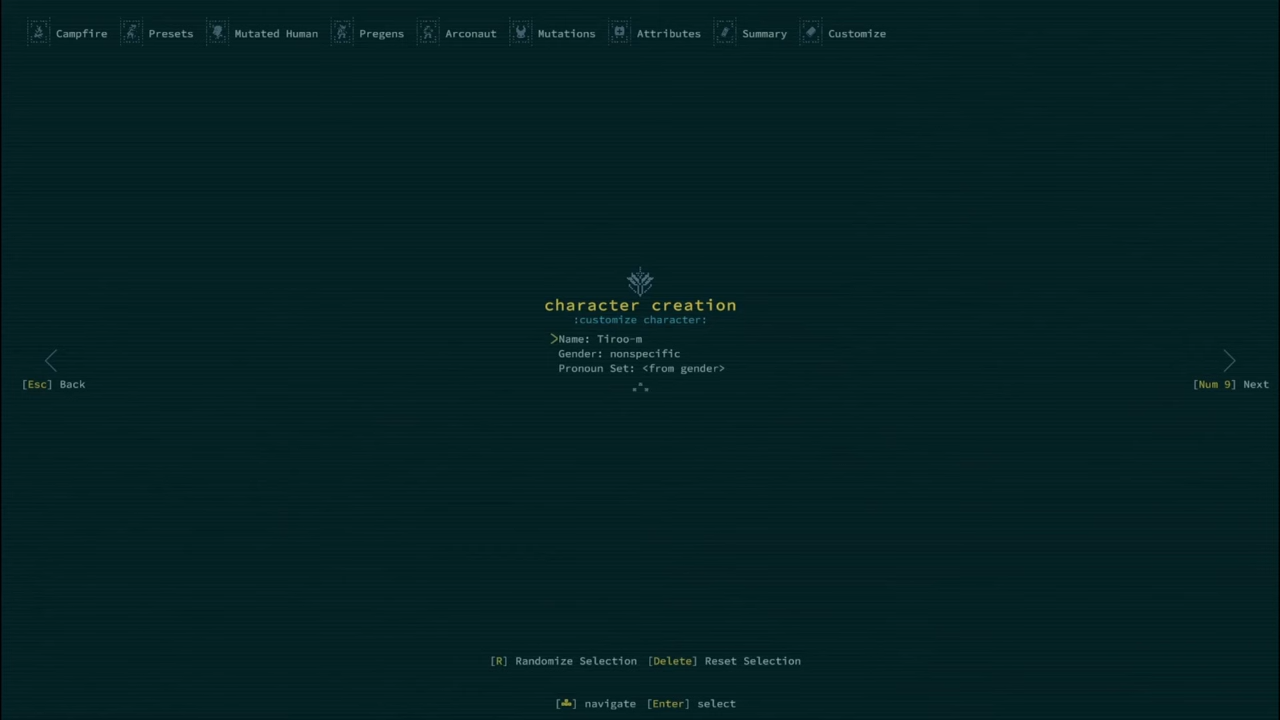 Campfire Presets Mutated Human Pregens Arconaut Mutations Attributes Summary Customize
character creation
:customize character:
>Name: Tiroo-m
Gender: nonspecific
Pronoun Set: <from gender>
[Esc] Back
[Num 9] Next
[R] Randomize Selection [Delete] Reset Selection
navigate [Enter] select